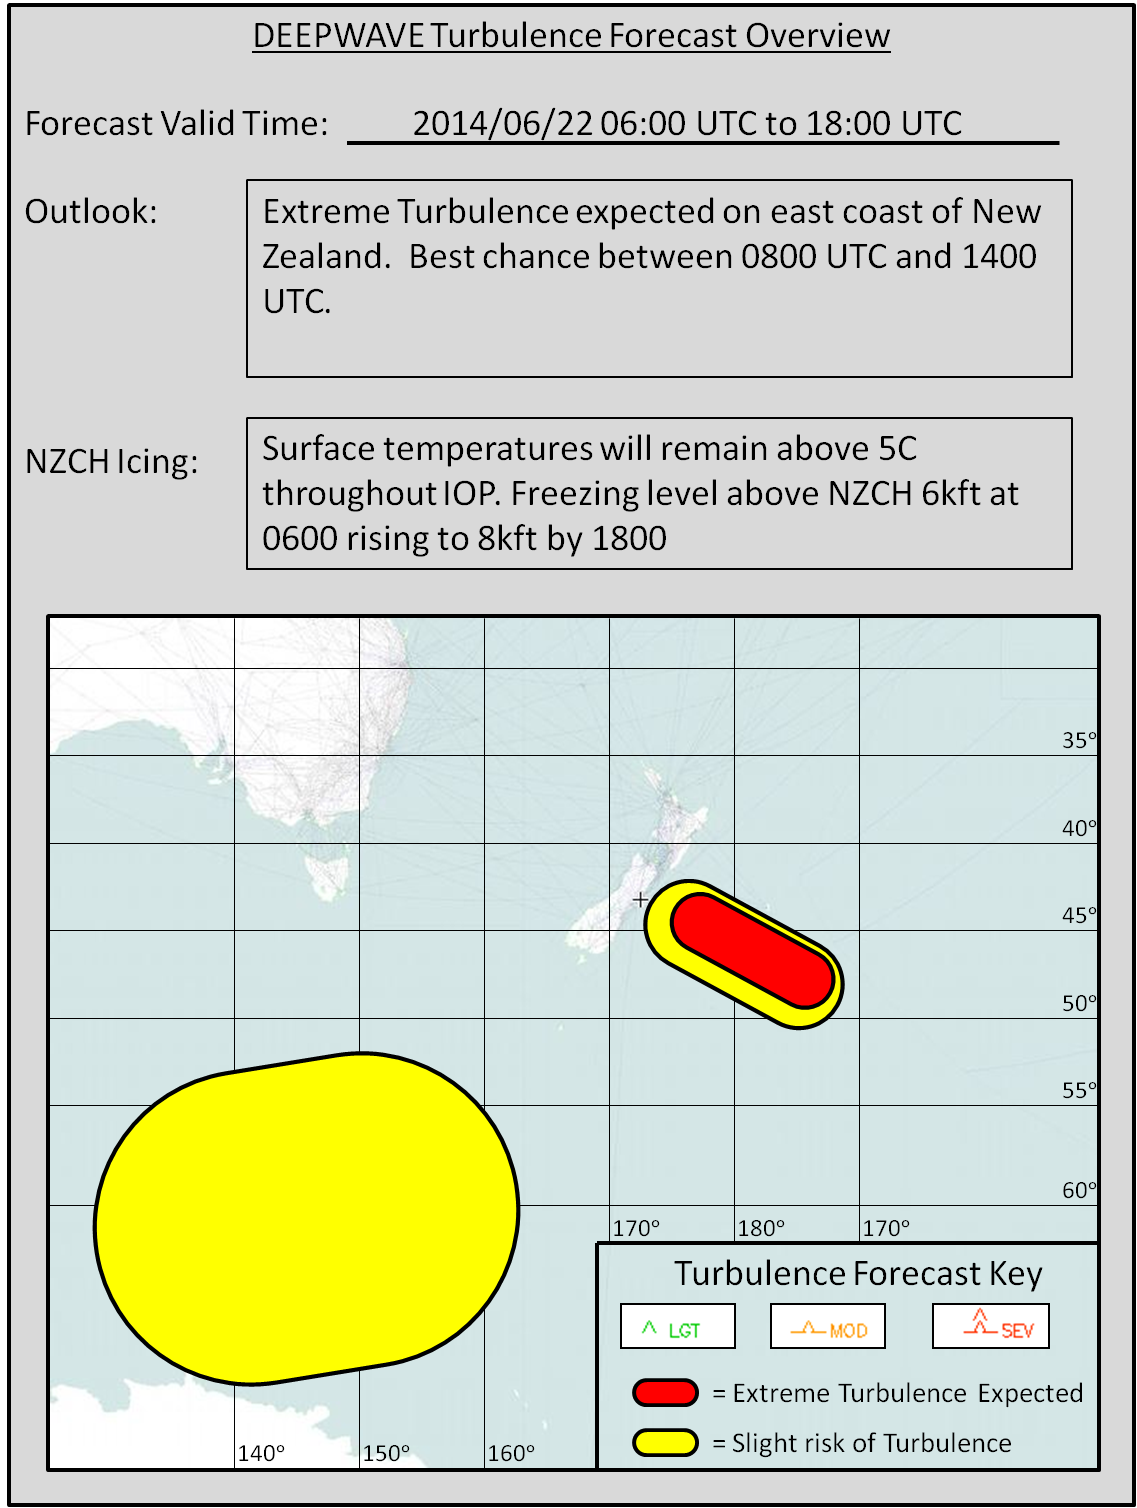 DEEPWAVE Turbulence Forecast Overview
Forecast Valid Time: 2014/06/22 06:00 UTC to 18:00 UTC
Outlook:
Extreme Turbulence expected on east coast of New
Zealand. Best chance between 0800 UTC and 1400
UTC.
NZCH Icing:
Surface temperatures will remain above 5C
throughout IOP. Freezing level above NZCH 6kft at
0600 rising to 8kft by 1800
35°
40°
45°
50°
55°
60°
170° 180° 170°
140° 150° 160°
Turbulence Forecast Key
LGT MOD SEV
= Extreme Turbulence Expected
= Slight risk of Turbulence